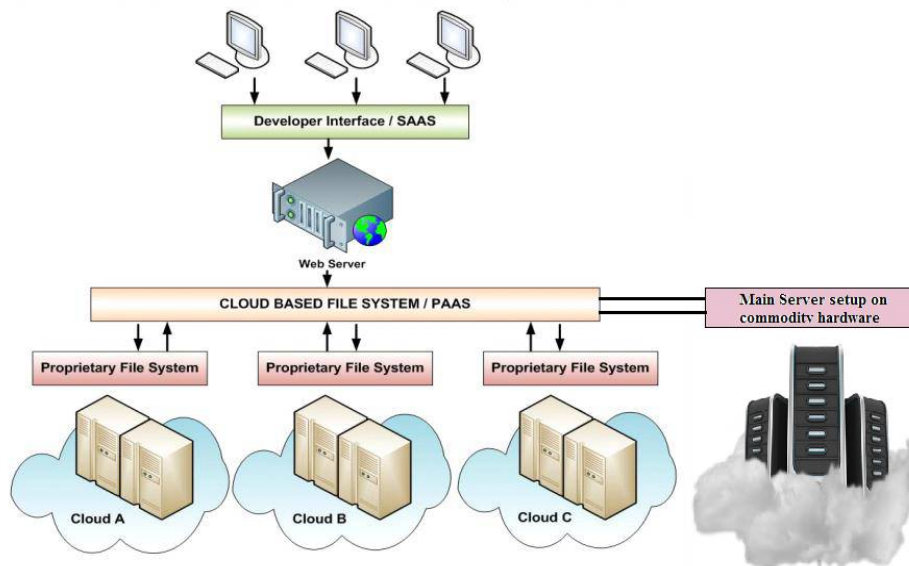 Developer Interface / SAAS
Web Server
CLOUD BASED FILE SYSTEM / PAAS
Main Server setup on
commodity hardware
Proprietary File System
Proprietary File System
Proprietary File System
Cloud A
Cloud B
Cloud C